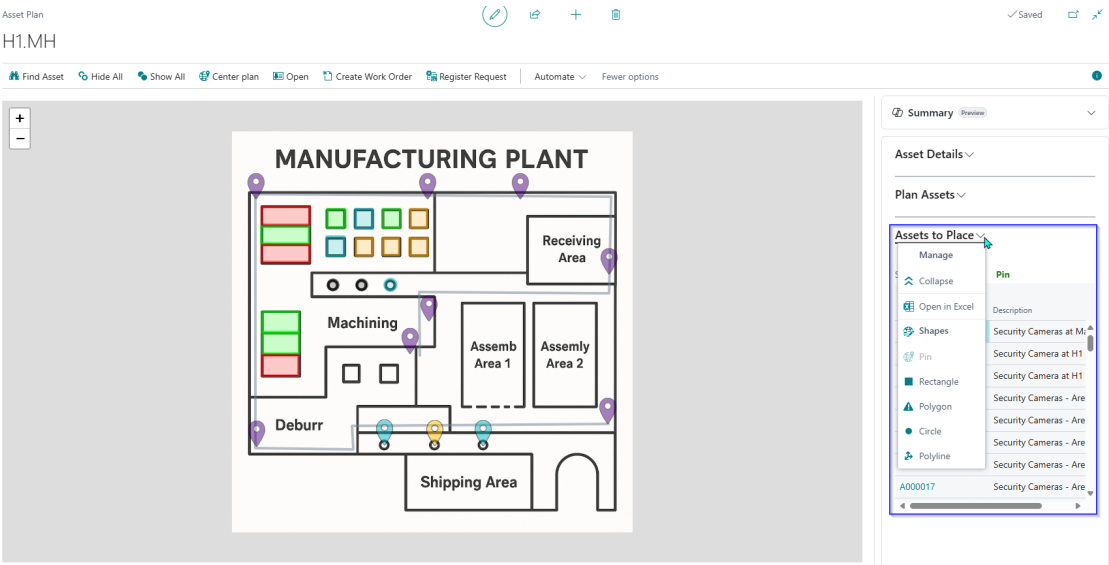 Asset Plan
Saved
H1.MH
Find Asset Hide All Show All Center plan Open Create Work Order Register Request Automate Fewer options
+
−
Summary Preview
Asset Details
Plan Assets
Assets to Place
Manage
Collapse
Open in Excel
Shapes
Pin
Rectangle
Polygon
Circle
Polyline
Pin
Description
Security Cameras at Ma
Security Camera at H1
Security Camera at H1
Security Cameras - Are
Security Cameras - Are
Security Cameras - Are
Security Cameras - Are
A000017 Security Cameras - Are
MANUFACTURING PLANT
Receiving
Area
Machining
Assemb
Area 1
Assemly
Area 2
Deburr
Shipping Area